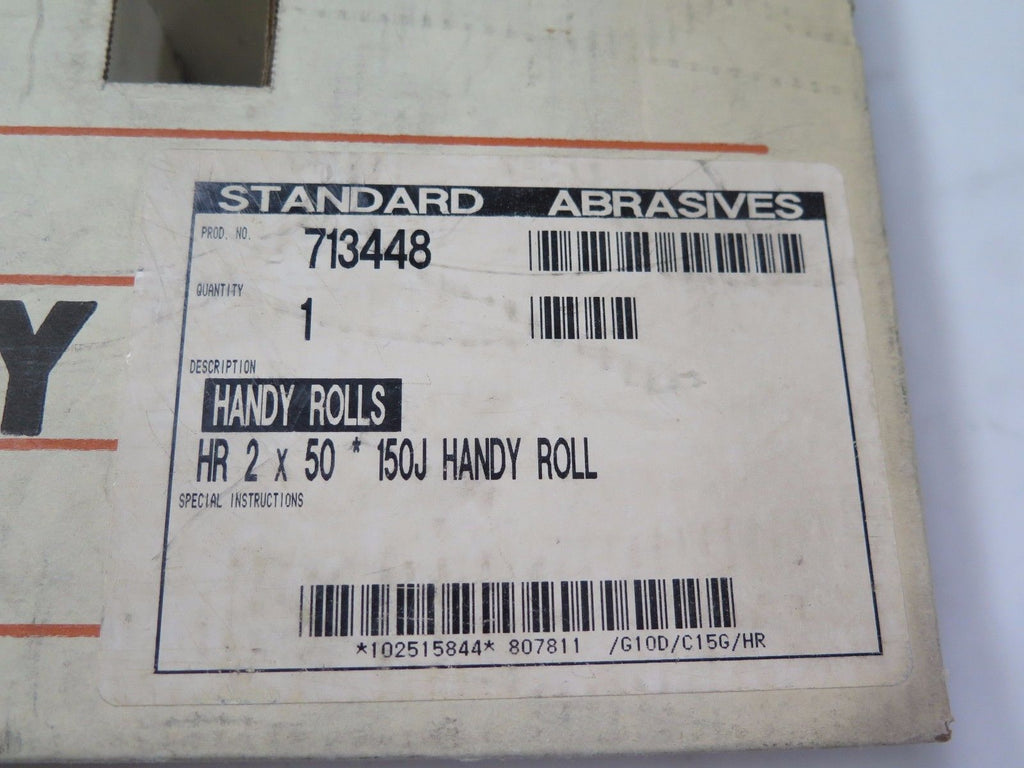 STANDARD ABRASIVES
PROD. NO. 713448
QUANTITY
1
DESCRIPTION
HANDY ROLLS
HR 2 x 50 * 150J HANDY ROLL
SPECIAL INSTRUCTIONS
*102515844* 807811 /G10D/C15G/HR
Y